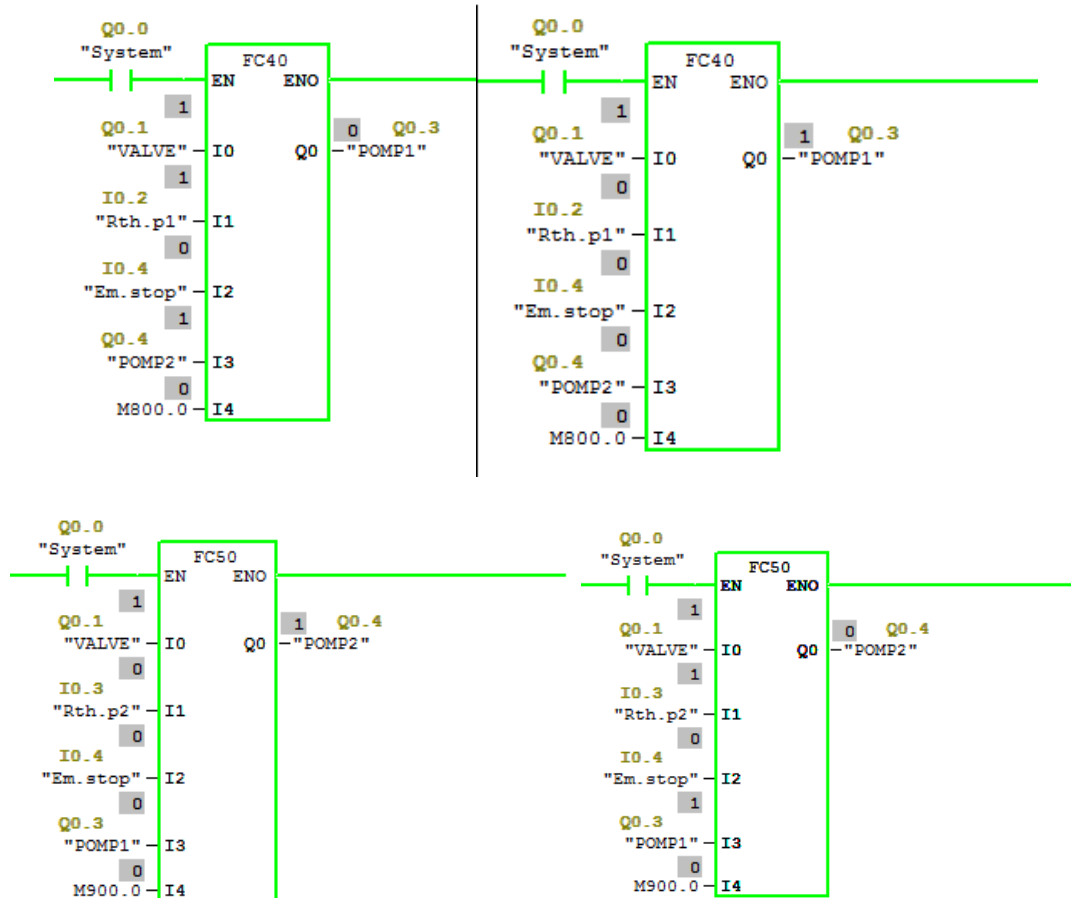 Q0.0
"System"
FC40
EN ENO
1
Q0.1
"VALVE" I0
0 Q0.3
Q0 "POMP1"
1
I0.2
"Rth.p1" I1
0
I0.4
"Em.stop" I2
1
Q0.4
"POMP2" I3
0
M800.0 I4
Q0.0
"System"
FC40
EN ENO
1
Q0.1
"VALVE" I0
1 Q0.3
Q0 "POMP1"
0
I0.2
"Rth.p1" I1
0
I0.4
"Em.stop" I2
0
Q0.4
"POMP2" I3
0
M800.0 I4
Q0.0
"System"
FC50
EN ENO
1
Q0.1
"VALVE" I0
1 Q0.4
Q0 "POMP2"
0
I0.3
"Rth.p2" I1
0
I0.4
"Em.stop" I2
0
Q0.3
"POMP1" I3
0
M900.0 I4
Q0.0
"System"
FC50
EN ENO
1
Q0.1
"VALVE" I0
0 Q0.4
Q0 "POMP2"
1
I0.3
"Rth.p2" I1
0
I0.4
"Em.stop" I2
1
Q0.3
"POMP1" I3
0
M900.0 I4